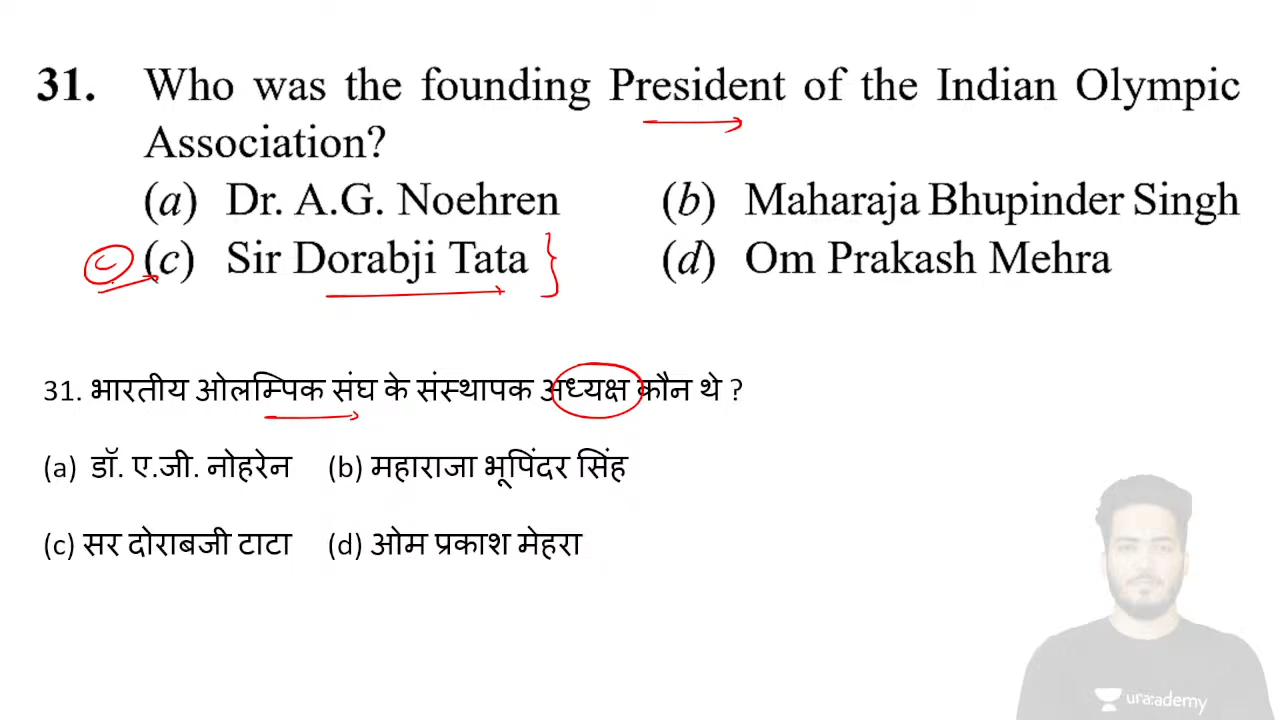 31. Who was the founding President of the Indian Olympic
Association?
(a) Dr. A.G. Noehren (b) Maharaja Bhupinder Singh
(c) Sir Dorabji Tata (d) Om Prakash Mehra
31. भारतीय ओलम्पिक संघ के संस्थापक अध्यक्ष कौन थे ?
(a) डॉ. ए.जी. नोहरेन (b) महाराजा भूपिंदर सिंह
(c) सर दोराबजी टाटा (d) ओम प्रकाश मेहरा